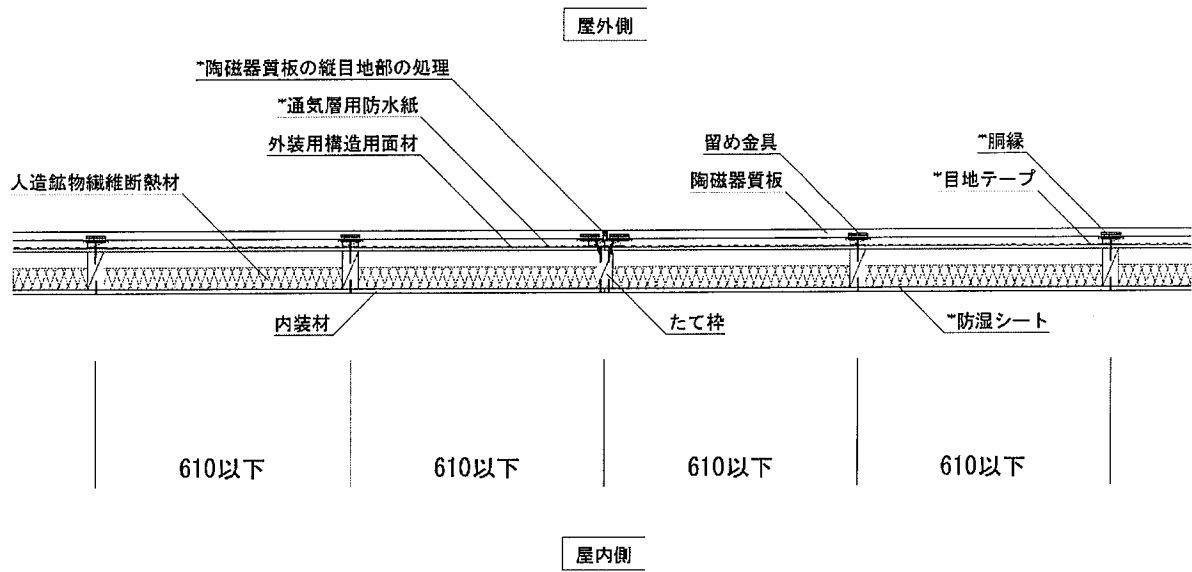 屋外側
*陶磁器質板の縦目地部の処理
*通気層用防水紙
外装用構造用面材
留め金具
*胴縁
人造鉱物繊維断熱材
陶磁器質板
*目地テープ
内装材
たて枠
*防湿シート
610以下
610以下
610以下
610以下
屋内側